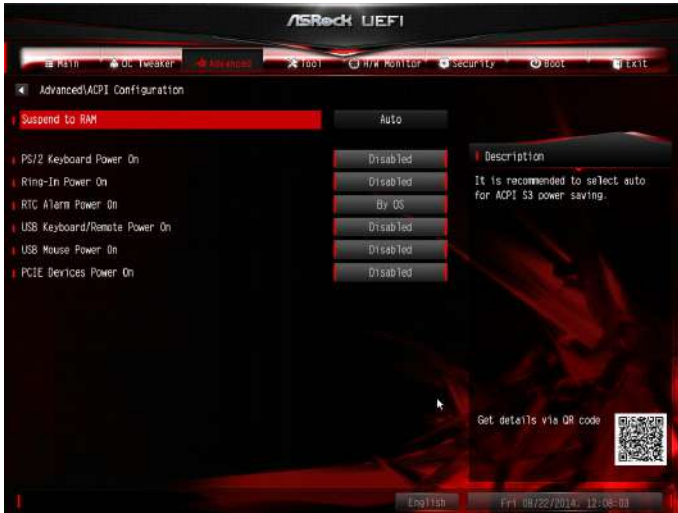 ASRock UEFI
Main OC Tweaker Advanced Tool H/W Monitor Security Boot Exit
Advanced\ACPI Configuration
Suspend to RAM Auto
PS/2 Keyboard Power On Disabled
Ring-In Power On Disabled
RTC Alarm Power On By OS
USB Keyboard/Remote Power On Disabled
USB Mouse Power On Disabled
PCIE Devices Power On Disabled
Description
It is recommended to select auto
for ACPI S3 power saving.
Get details via QR code
English Fri 08/22/2014, 12:08:03